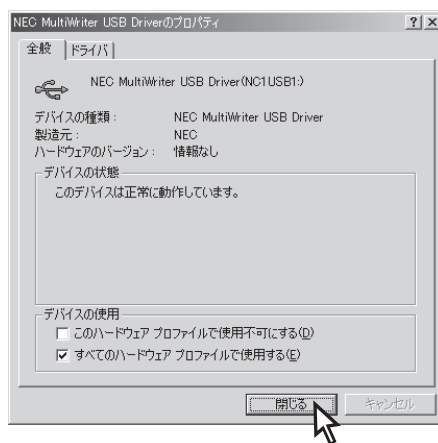 NEC MultiWriter USB Driverのプロパティ
? ×
全般 ドライバ
NEC MultiWriter USB Driver(NC1USB1:)
デバイスの種類： NEC MultiWriter USB Driver
製造元： NEC
ハードウェアのバージョン： 情報なし
デバイスの状態
このデバイスは正常に動作しています。
デバイスの使用
このハードウェア プロファイルで使用不可にする(D)
すべてのハードウェア プロファイルで使用する(E)
閉じる キャンセル